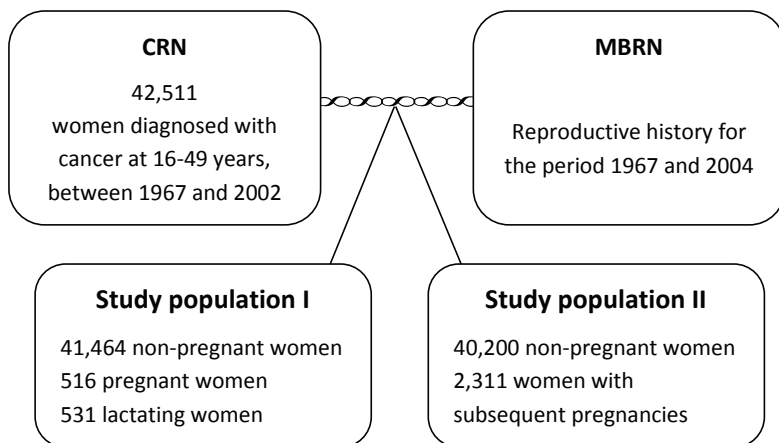 CRN
42,511
women diagnosed with
cancer at 16-49 years,
between 1967 and 2002
MBRN
Reproductive history for
the period 1967 and 2004
Study population I
41,464 non-pregnant women
516 pregnant women
531 lactating women
Study population II
40,200 non-pregnant women
2,311 women with
subsequent pregnancies